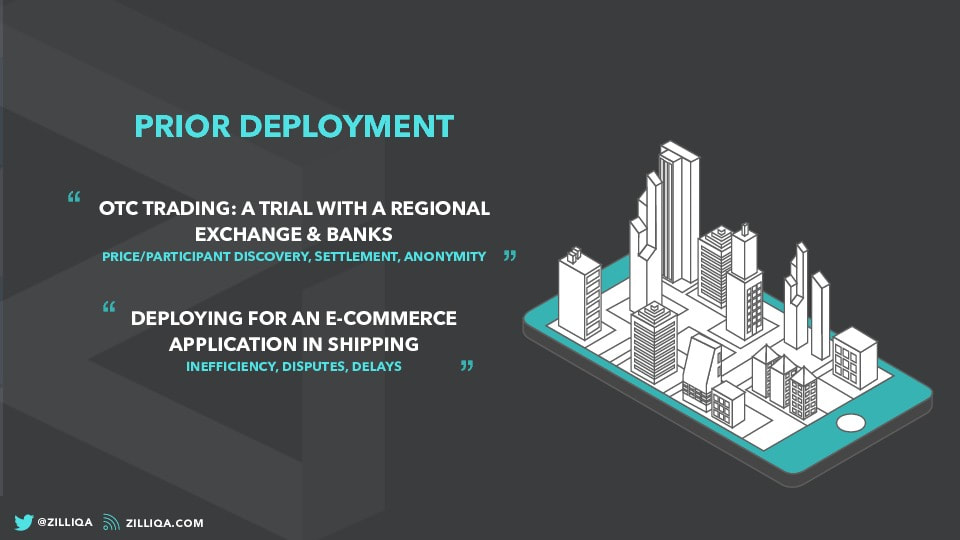 PRIOR DEPLOYMENT
“ OTC TRADING: A TRIAL WITH A REGIONAL
EXCHANGE & BANKS
PRICE/PARTICIPANT DISCOVERY, SETTLEMENT, ANONYMITY ”
“ DEPLOYING FOR AN E-COMMERCE
APPLICATION IN SHIPPING
INEFFICIENCY, DISPUTES, DELAYS ”
@ZILLIQA ZILLIQA.COM